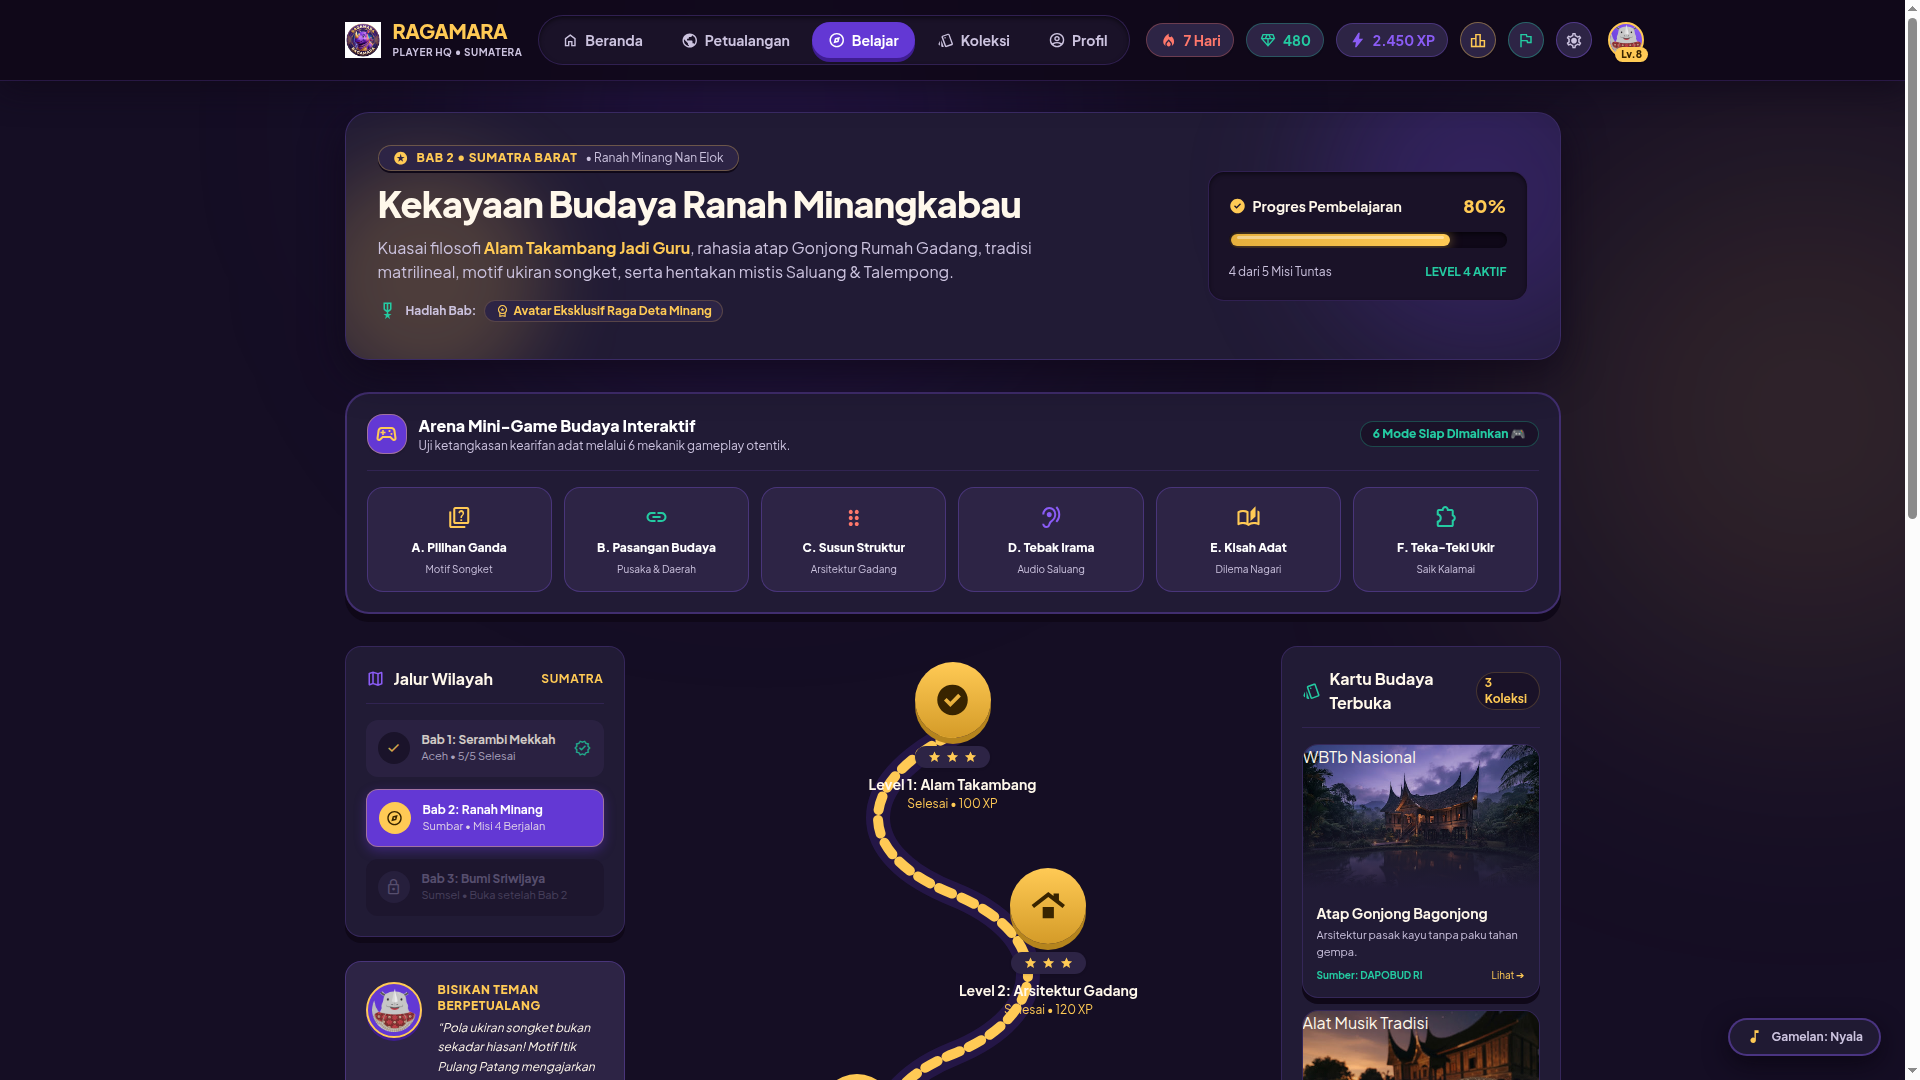 RAGAMARA
PLAYER HQ • SUMATERA
Beranda
Petualangan
Belajar
Koleksi
Profil
7 Hari
480
2.450 XP
Lv.8
BAB 2 • SUMATRA BARAT • Ranah Minang Nan Elok
Kekayaan Budaya Ranah Minangkabau
Kuasai filosofi Alam Takambang Jadi Guru, rahasia atap Gonjong Rumah Gadang, tradisi
matrilineal, motif ukiran songket, serta hentakan mistis Saluang & Talempong.
Hadiah Bab: Avatar Eksklusif Raga Deta Minang
Progres Pembelajaran 80%
4 dari 5 Misi Tuntas LEVEL 4 AKTIF
Arena Mini-Game Budaya Interaktif
Uji ketangkasan kearifan adat melalui 6 mekanik gameplay otentik.
6 Mode Siap Dimainkan 🎮
A. Pilihan Ganda
Motif Songket
B. Pasangan Budaya
Pusaka & Daerah
C. Susun Struktur
Arsitektur Gadang
D. Tebak Irama
Audio Saluang
E. Kisah Adat
Dilema Nagari
F. Teka-Teki Ukir
Saik Kalamai
Jalur Wilayah SUMATRA
Bab 1: Serambi Mekkah
Aceh • 5/5 Selesai
Bab 2: Ranah Minang
Sumbar • Misi 4 Berjalan
Bab 3: Bumi Sriwijaya
Sumsel • Buka setelah Bab 2
BISIKAN TEMAN
BERPETUALANG
"Pola ukiran songket bukan
sekadar hiasan! Motif Itik
Pulang Patang mengajarkan
Level 1: Alam Takambang
Selesai • 100 XP
Level 2: Arsitektur Gadang
Selesai • 120 XP
Kartu Budaya
Terbuka
3
Koleksi
WBTb Nasional
Atap Gonjong Bagonjong
Arsitektur pasak kayu tanpa paku tahan
gempa.
Sumber: DAPOBUD RI Lihat →
Alat Musik Tradisi
Gamelan: Nyala